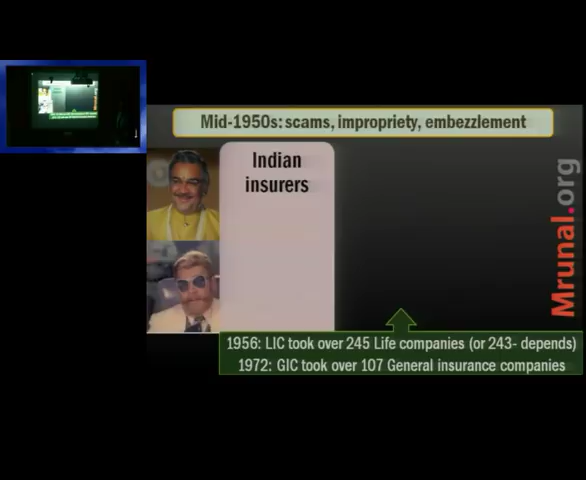 Mid-1950s: scams, impropriety, embezzlement
Indian
insurers
Mrunal.org
1956: LIC took over 245 Life companies (or 243- depends)
1972: GIC took over 107 General insurance companies